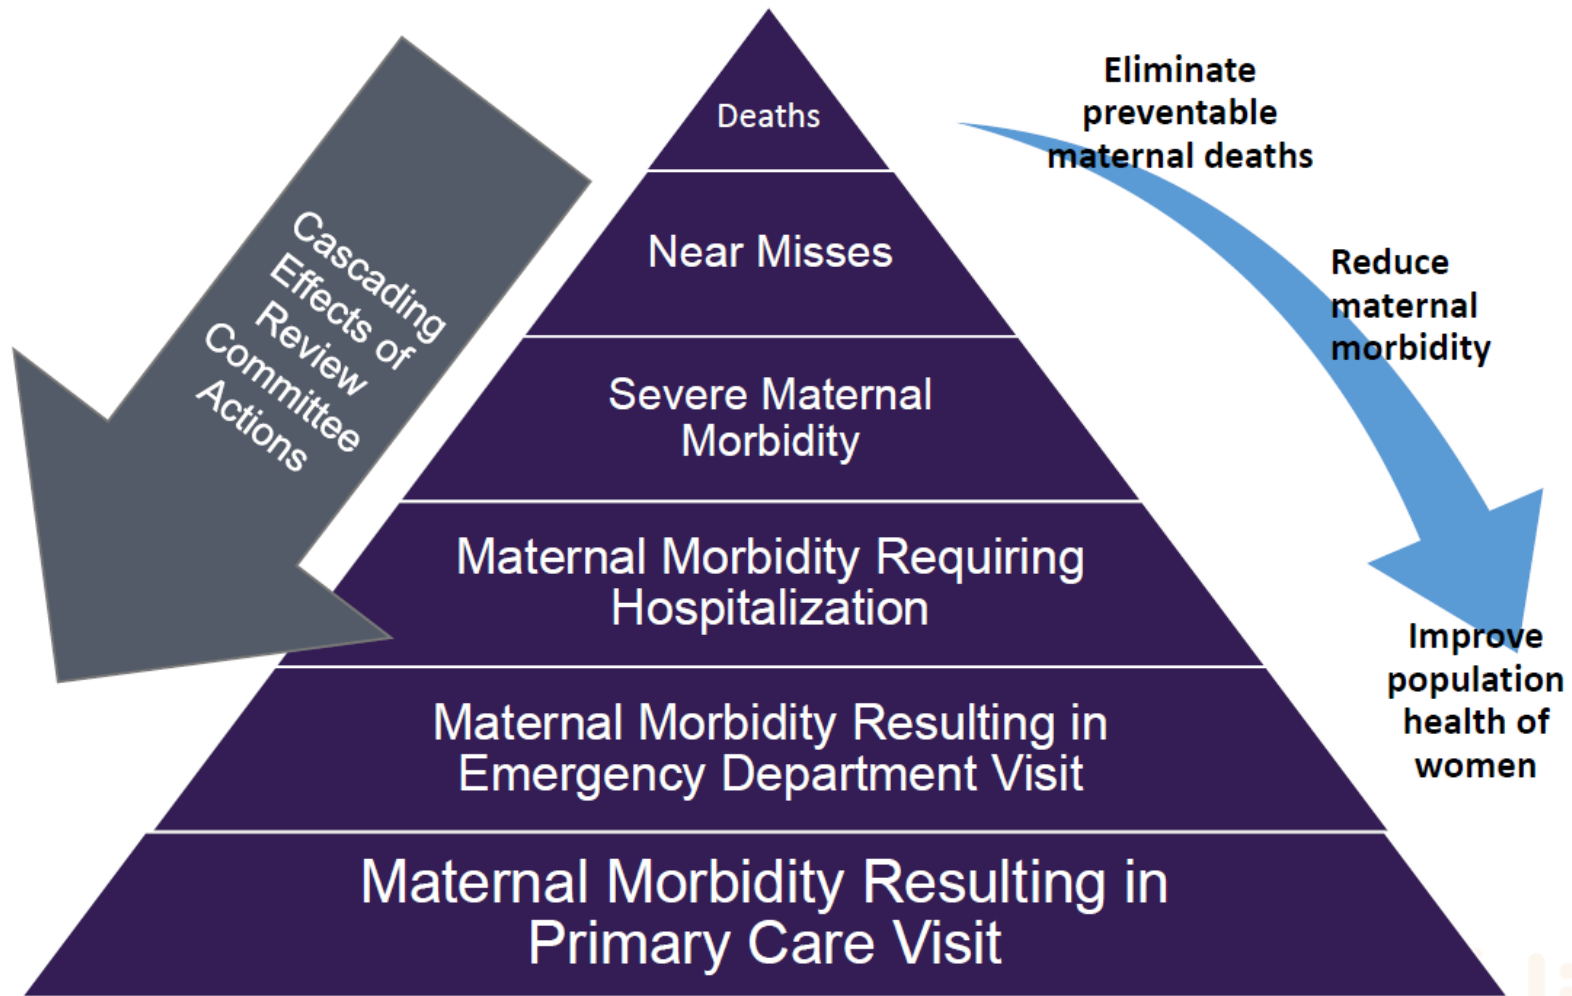 Deaths
Near Misses
Severe Maternal
Morbidity
Maternal Morbidity Requiring
Hospitalization
Maternal Morbidity Resulting in
Emergency Department Visit
Maternal Morbidity Resulting in
Primary Care Visit
Cascading
Effects of
Review
Committee
Actions
Eliminate
preventable
maternal deaths
Reduce
maternal
morbidity
Improve
population
health of
women